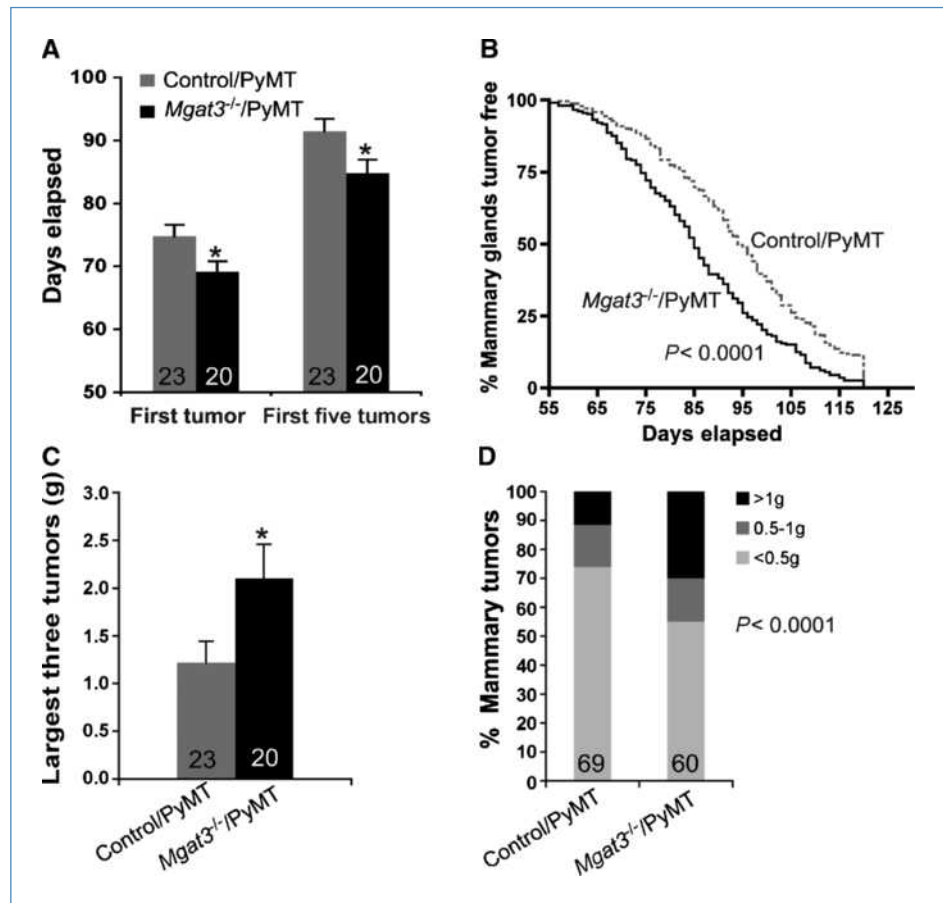 A
Control/PyMT
Mgat3-/-/PyMT
Days elapsed
100
90
80
70
60
50
*
*
23
20
23
20
First tumor
First five tumors
B
% Mammary glands tumor free
100
75
50
25
0
Control/PyMT
Mgat3-/-/PyMT
P< 0.0001
55 65 75 85 95 105 115 125
Days elapsed
C
Largest three tumors (g)
3.0
2.5
2.0
1.5
1.0
0.5
0.0
*
23
20
Control/PyMT
Mgat3-/-/PyMT
D
% Mammary tumors
100
90
80
70
60
50
40
30
20
10
0
69
60
Control/PyMT
Mgat3-/-/PyMT
>1g
0.5-1g
<0.5g
P< 0.0001